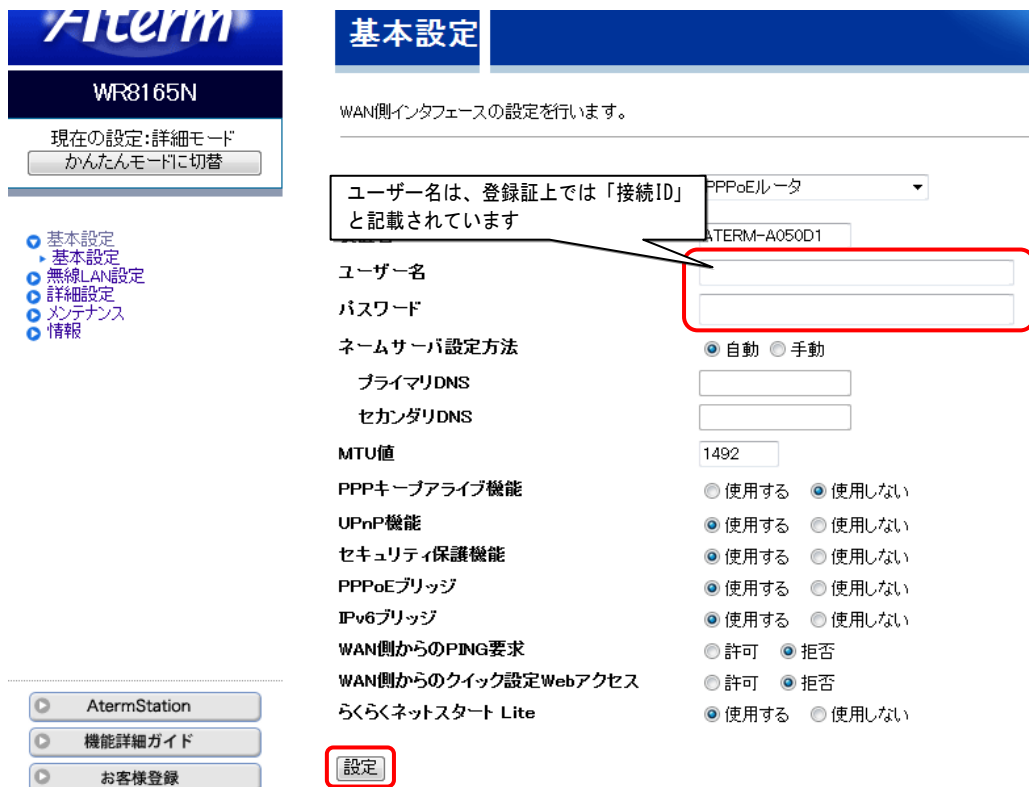 Aterm
WR8165N
現在の設定:詳細モード
かんたんモードに切替
基本設定
基本設定
無線LAN設定
詳細設定
メンテナンス
情報
AtermStation
機能詳細ガイド
お客様登録
基本設定
WAN側インタフェースの設定を行います。
PPPoEルータ
ユーザー名は、登録証上では「接続ID」
と記載されています
ATERM-A050D1
ユーザー名
パスワード
ネームサーバ設定方法 自動 手動
プライマリDNS
セカンダリDNS
MTU値 1492
PPPキープアライブ機能 使用する 使用しない
UPnP機能 使用する 使用しない
セキュリティ保護機能 使用する 使用しない
PPPoEブリッジ 使用する 使用しない
IPv6ブリッジ 使用する 使用しない
WAN側からのPING要求 許可 拒否
WAN側からのクイック設定Webアクセス 許可 拒否
らくらくネットスタート Lite 使用する 使用しない
設定